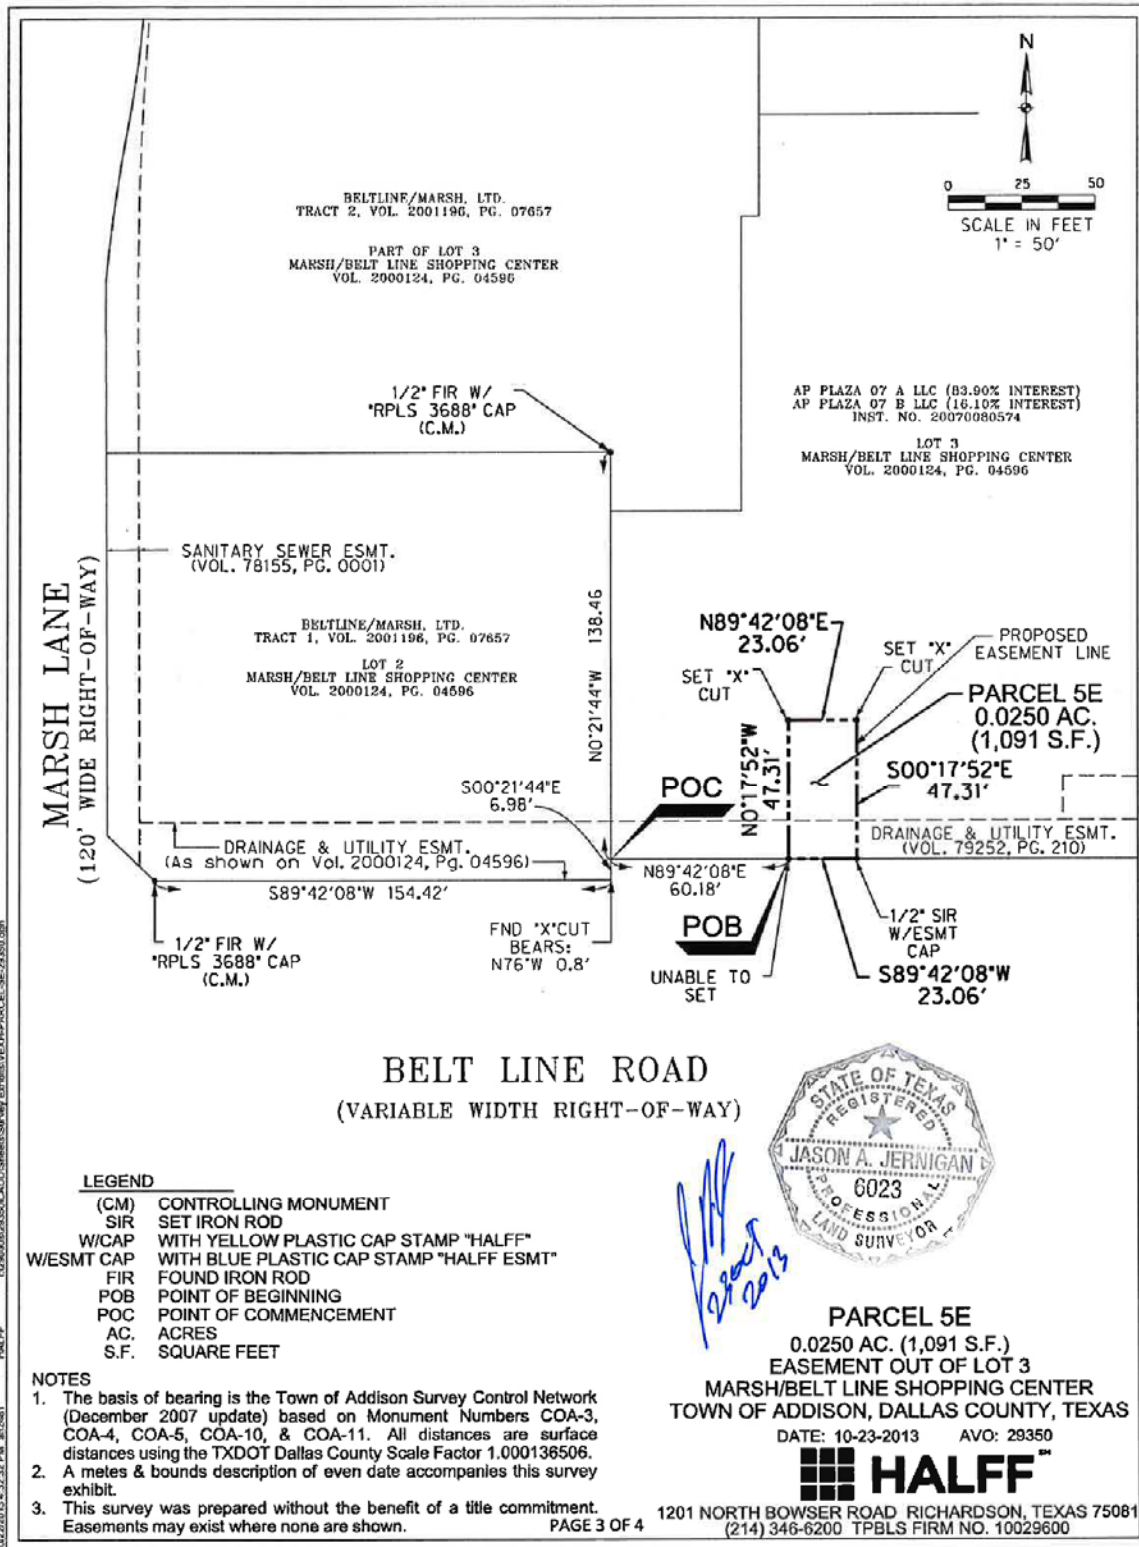 N
0 25 50
SCALE IN FEET
1" = 50'
BELTLINE/MARSH, LTD.
TRACT 2, VOL. 2001196, PG. 07657
PART OF LOT 3
MARSH/BELT LINE SHOPPING CENTER
VOL. 2000124, PG. 04596
1/2" FIR W/
"RPLS 3688" CAP
(C.M.)
AP PLAZA 07 A LLC (83.90% INTEREST)
AP PLAZA 07 B LLC (16.10% INTEREST)
INST. NO. 20070080574
LOT 3
MARSH/BELT LINE SHOPPING CENTER
VOL. 2000124, PG. 04596
SANITARY SEWER ESMT.
(VOL. 78155, PG. 0001)
MARSH LANE
(120' WIDE RIGHT-OF-WAY)
BELTLINE/MARSH, LTD.
TRACT 1, VOL. 2001196, PG. 07657
LOT 2
MARSH/BELT LINE SHOPPING CENTER
VOL. 2000124, PG. 04596
N0°21'44"W 138.46
N89°42'08"E
23.06'
SET "X"
CUT
SET "X"
CUT
PROPOSED
EASEMENT LINE
PARCEL 5E
0.0250 AC.
(1,091 S.F.)
N0°17'52"W
47.31'
S00°17'52"E
47.31'
S00°21'44"E
6.98'
POC
DRAINAGE & UTILITY ESMT.
(As shown on Vol. 2000124, Pg. 04596)
DRAINAGE & UTILITY ESMT.
(VOL. 79252, PG. 210)
S89°42'08"W 154.42'
N89°42'08"E
60.18'
1/2" FIR W/
"RPLS 3688" CAP
(C.M.)
FND "X"CUT
BEARS:
N76°W 0.8'
POB
UNABLE TO
SET
1/2" SIR
W/ESMT
CAP
S89°42'08"W
23.06'
BELT LINE ROAD
(VARIABLE WIDTH RIGHT-OF-WAY)
STATE OF TEXAS
REGISTERED
JASON A. JERNIGAN
6023
PROFESSIONAL
LAND SURVEYOR
29 OCT
2013
LEGEND
(CM) CONTROLLING MONUMENT
SIR SET IRON ROD
W/CAP WITH YELLOW PLASTIC CAP STAMP "HALFF"
W/ESMT CAP WITH BLUE PLASTIC CAP STAMP "HALFF ESMT"
FIR FOUND IRON ROD
POB POINT OF BEGINNING
POC POINT OF COMMENCEMENT
AC. ACRES
S.F. SQUARE FEET
NOTES
1. The basis of bearing is the Town of Addison Survey Control Network
(December 2007 update) based on Monument Numbers COA-3,
COA-4, COA-5, COA-10, & COA-11. All distances are surface
distances using the TXDOT Dallas County Scale Factor 1.000136506.
2. A metes & bounds description of even date accompanies this survey
exhibit.
3. This survey was prepared without the benefit of a title commitment.
Easements may exist where none are shown.
PAGE 3 OF 4
PARCEL 5E
0.0250 AC. (1,091 S.F.)
EASEMENT OUT OF LOT 3
MARSH/BELT LINE SHOPPING CENTER
TOWN OF ADDISON, DALLAS COUNTY, TEXAS
DATE: 10-23-2013 AVO: 29350
HALFF SM
1201 NORTH BOWSER ROAD RICHARDSON, TEXAS 75081
(214) 346-6200 TPBLS FIRM NO. 10029600